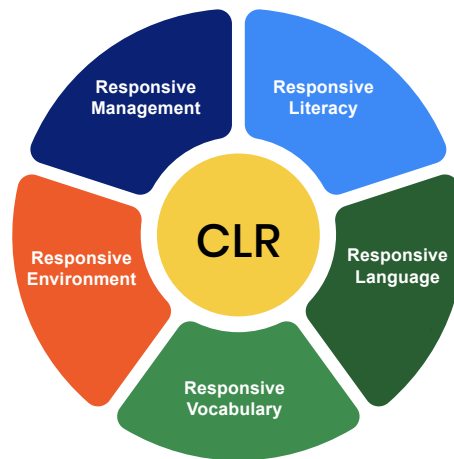 Responsive
Management
Responsive
Literacy
CLR
Responsive
Environment
Responsive
Language
Responsive
Vocabulary